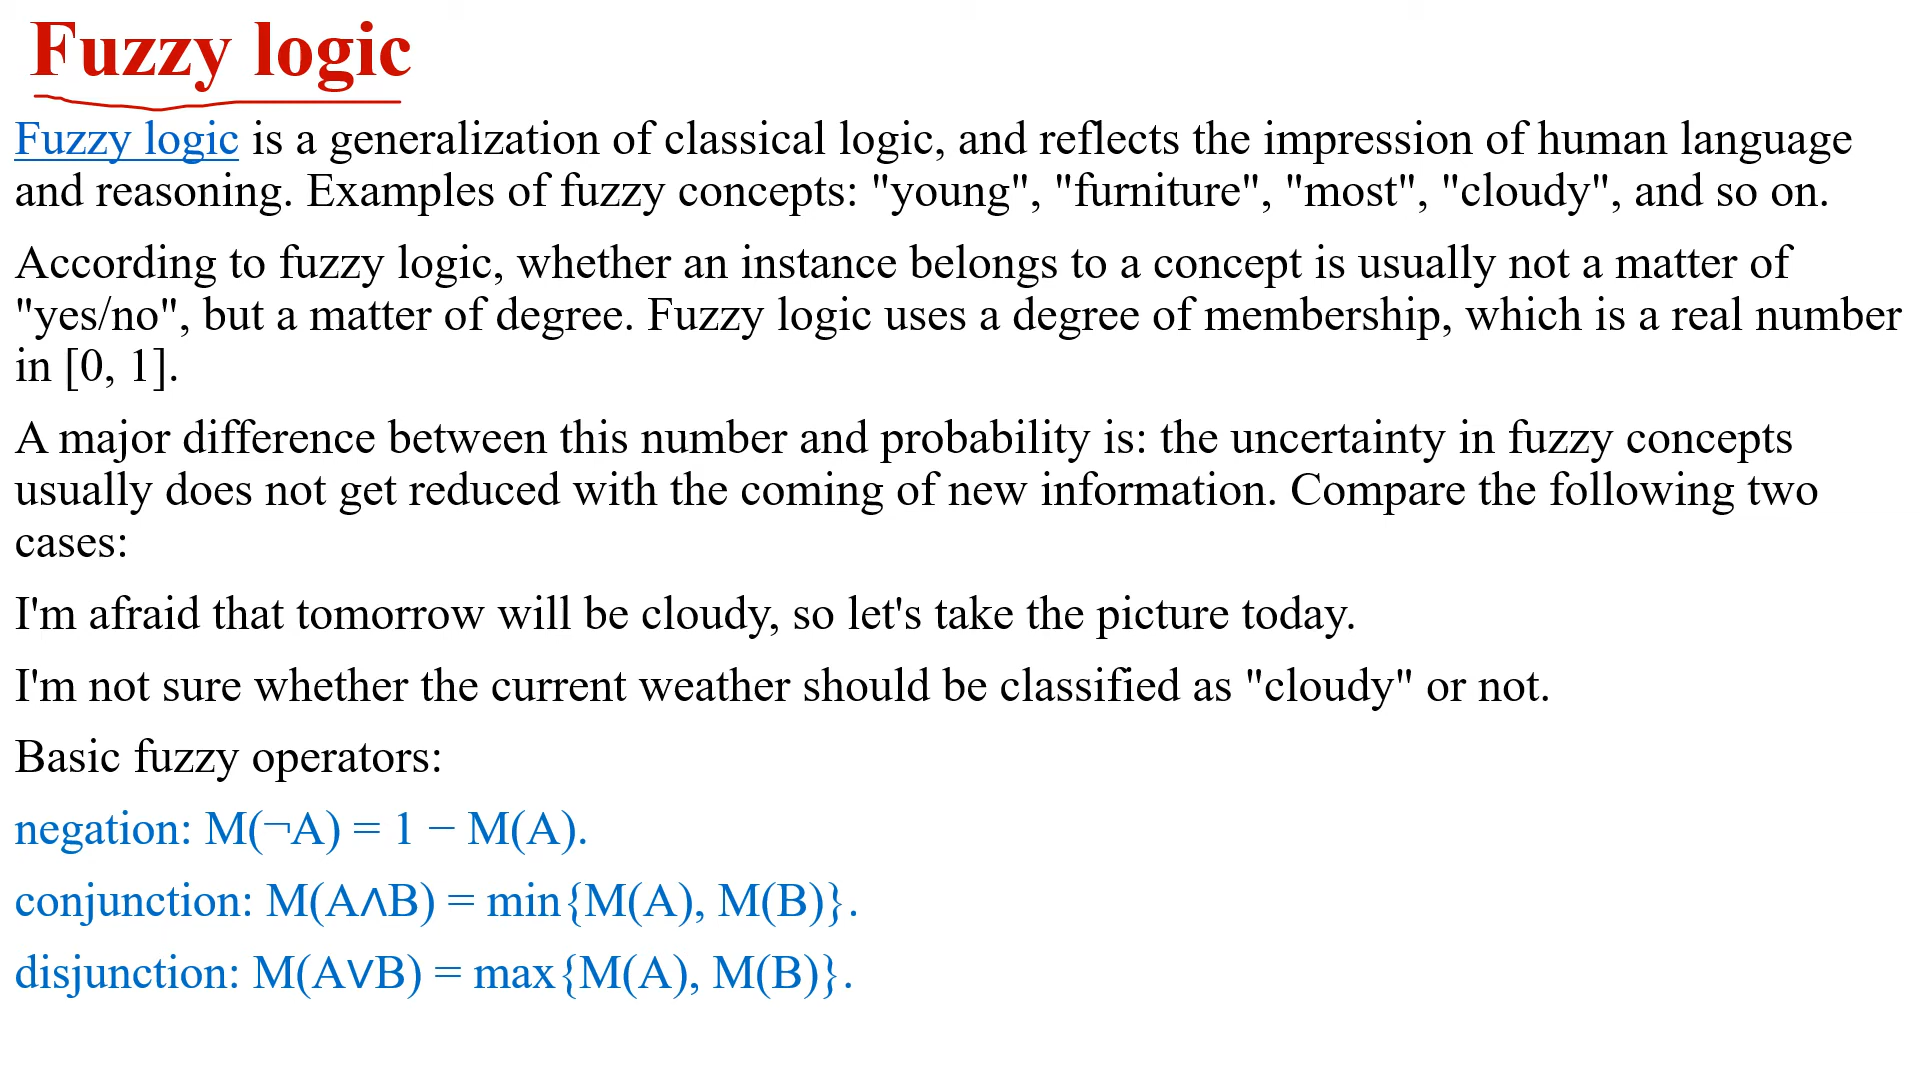 Fuzzy logic
Fuzzy logic is a generalization of classical logic, and reflects the impression of human language
and reasoning. Examples of fuzzy concepts: "young", "furniture", "most", "cloudy", and so on.
According to fuzzy logic, whether an instance belongs to a concept is usually not a matter of
"yes/no", but a matter of degree. Fuzzy logic uses a degree of membership, which is a real number
in [0, 1].
A major difference between this number and probability is: the uncertainty in fuzzy concepts
usually does not get reduced with the coming of new information. Compare the following two
cases:
I'm afraid that tomorrow will be cloudy, so let's take the picture today.
I'm not sure whether the current weather should be classified as "cloudy" or not.
Basic fuzzy operators:
negation: M(¬A) = 1 − M(A).
conjunction: M(A∧B) = min{M(A), M(B)}.
disjunction: M(A∨B) = max{M(A), M(B)}.